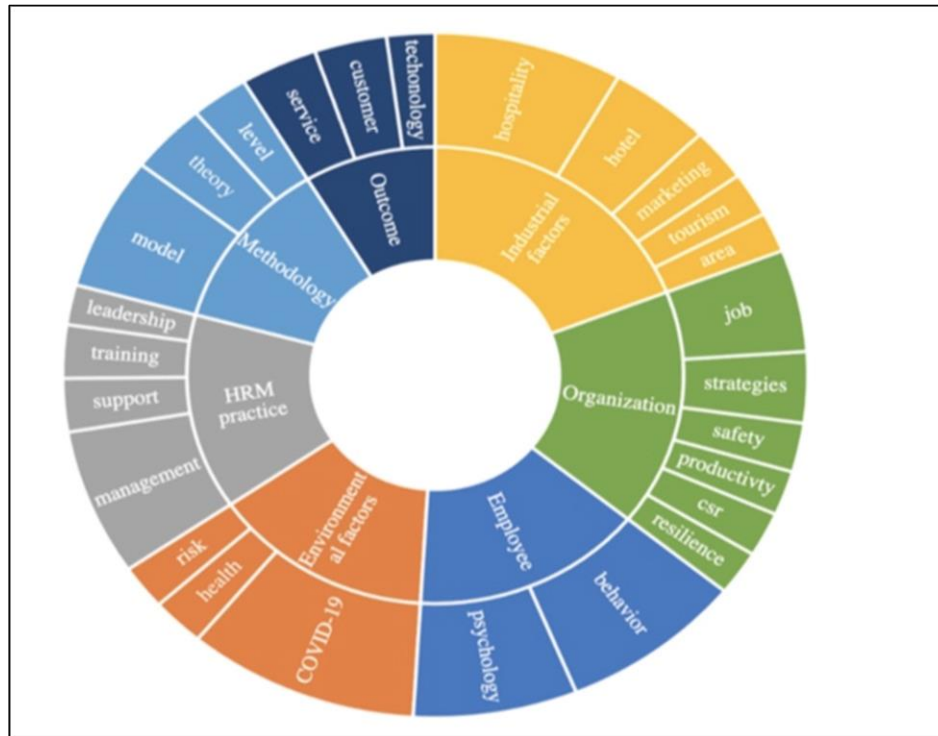 Industrial
factors
hospitality
hotel
marketing
tourism
area
Organization
job
strategies
safety
productivty
csr
resilience
Employee
behavior
psychology
Environment
al factors
COVID-19
health
risk
HRM
practice
management
support
training
leadership
Methodology
model
theory
level
Outcome
service
customer
techonology